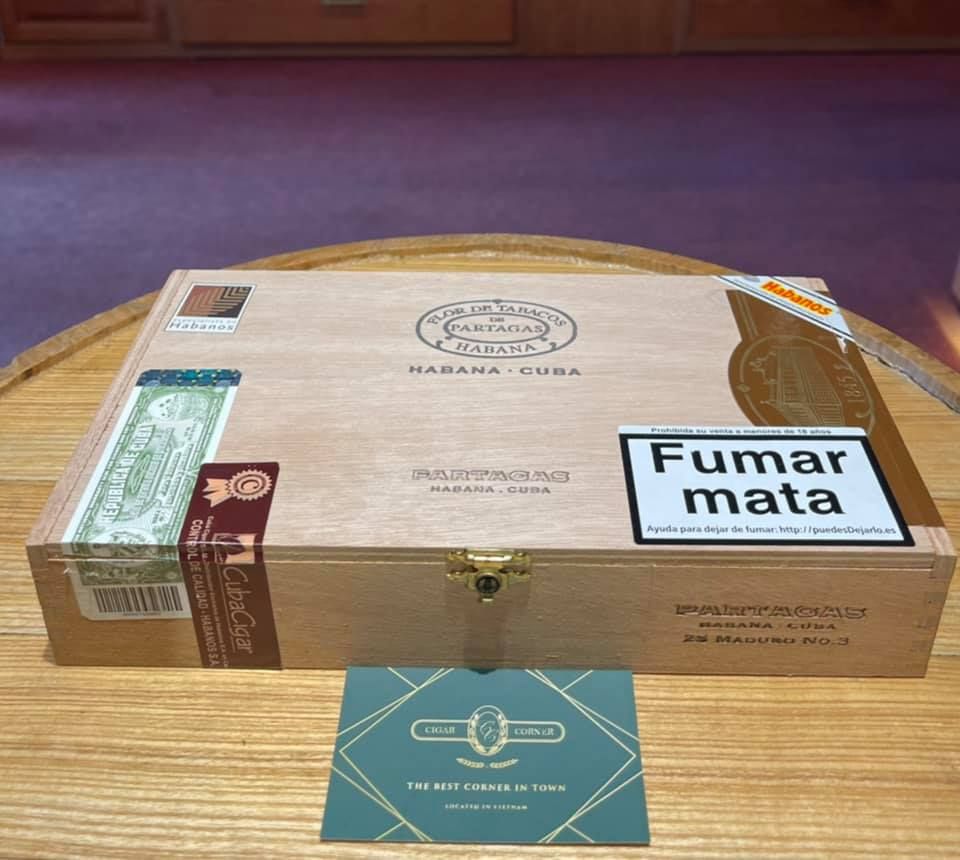 especialista en
Habanos
FLOR DE TABACOS
DE
PARTAGAS
HABANA
HABANA · CUBA
Habanos
1845
REPUBLICA DE CUBA
PARTAGAS
HABANA . CUBA
Prohibida su venta a menores de 18 años
Fumar
mata
Ayuda para dejar de fumar: http://puedesDejarlo.es
C
CubaCigar
CONTROL DE CALIDAD · HABANOS S.A.
PARTAGAS
HABANA · CUBA
25 MADURO No.3
CIGAR CORNER
THE BEST CORNER IN TOWN
LOCATED IN VIETNAM